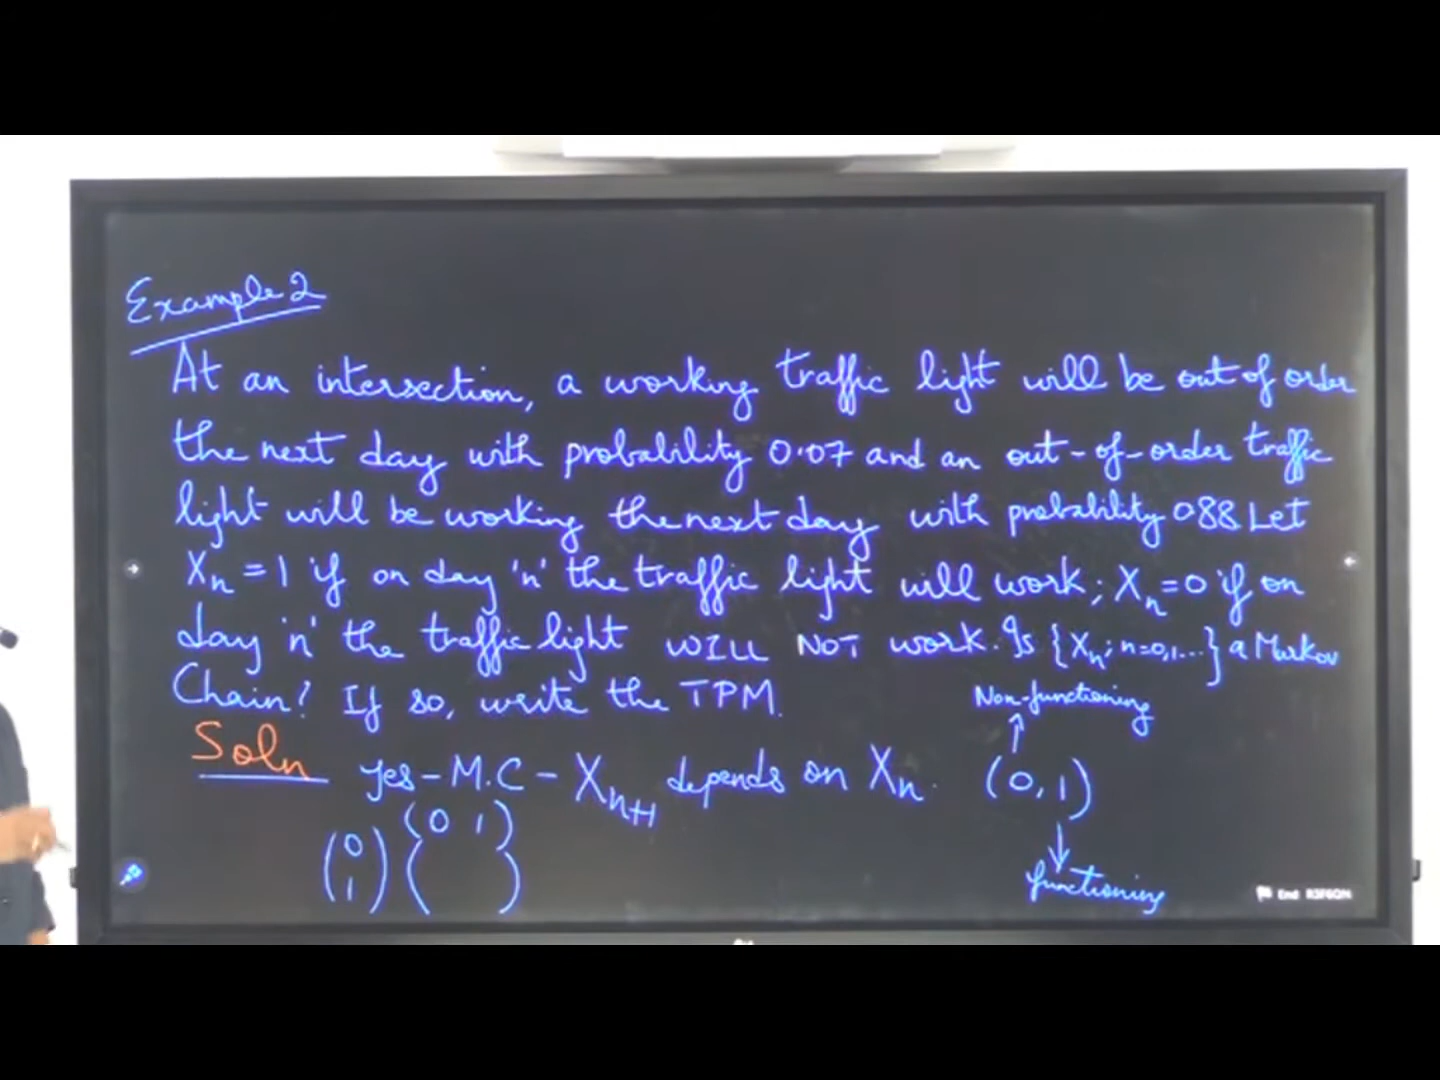 Example 2
At an intersection, a working traffic light will be out of order
the next day with probability 0.07 and an out-of-order traffic
light will be working the next day with probability 088 Let
Xn = 1 if on day 'n' the traffic light will work; Xn = 0 if on
day 'n' the traffic light WILL NOT work. Is {Xn; n=0,1...} a Markov
Chain? If so, write the TPM.
Non-functioning
Soln
Yes - M.C - Xn+1 depends on Xn. (0, 1)
(0 1)
(0
1) ( )
functioning
End